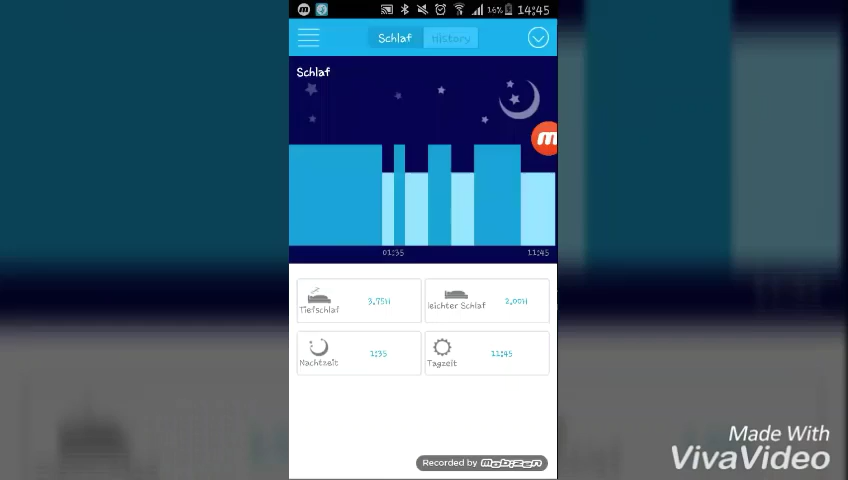 16% 14:45
Schlaf History
Schlaf
01:35 11:45
Tiefschlaf 3,75H
leichter Schlaf 2,00H
Nachtzeit 1:35
Tagzeit 11:45
Recorded by mobizen
Made With
VivaVideo